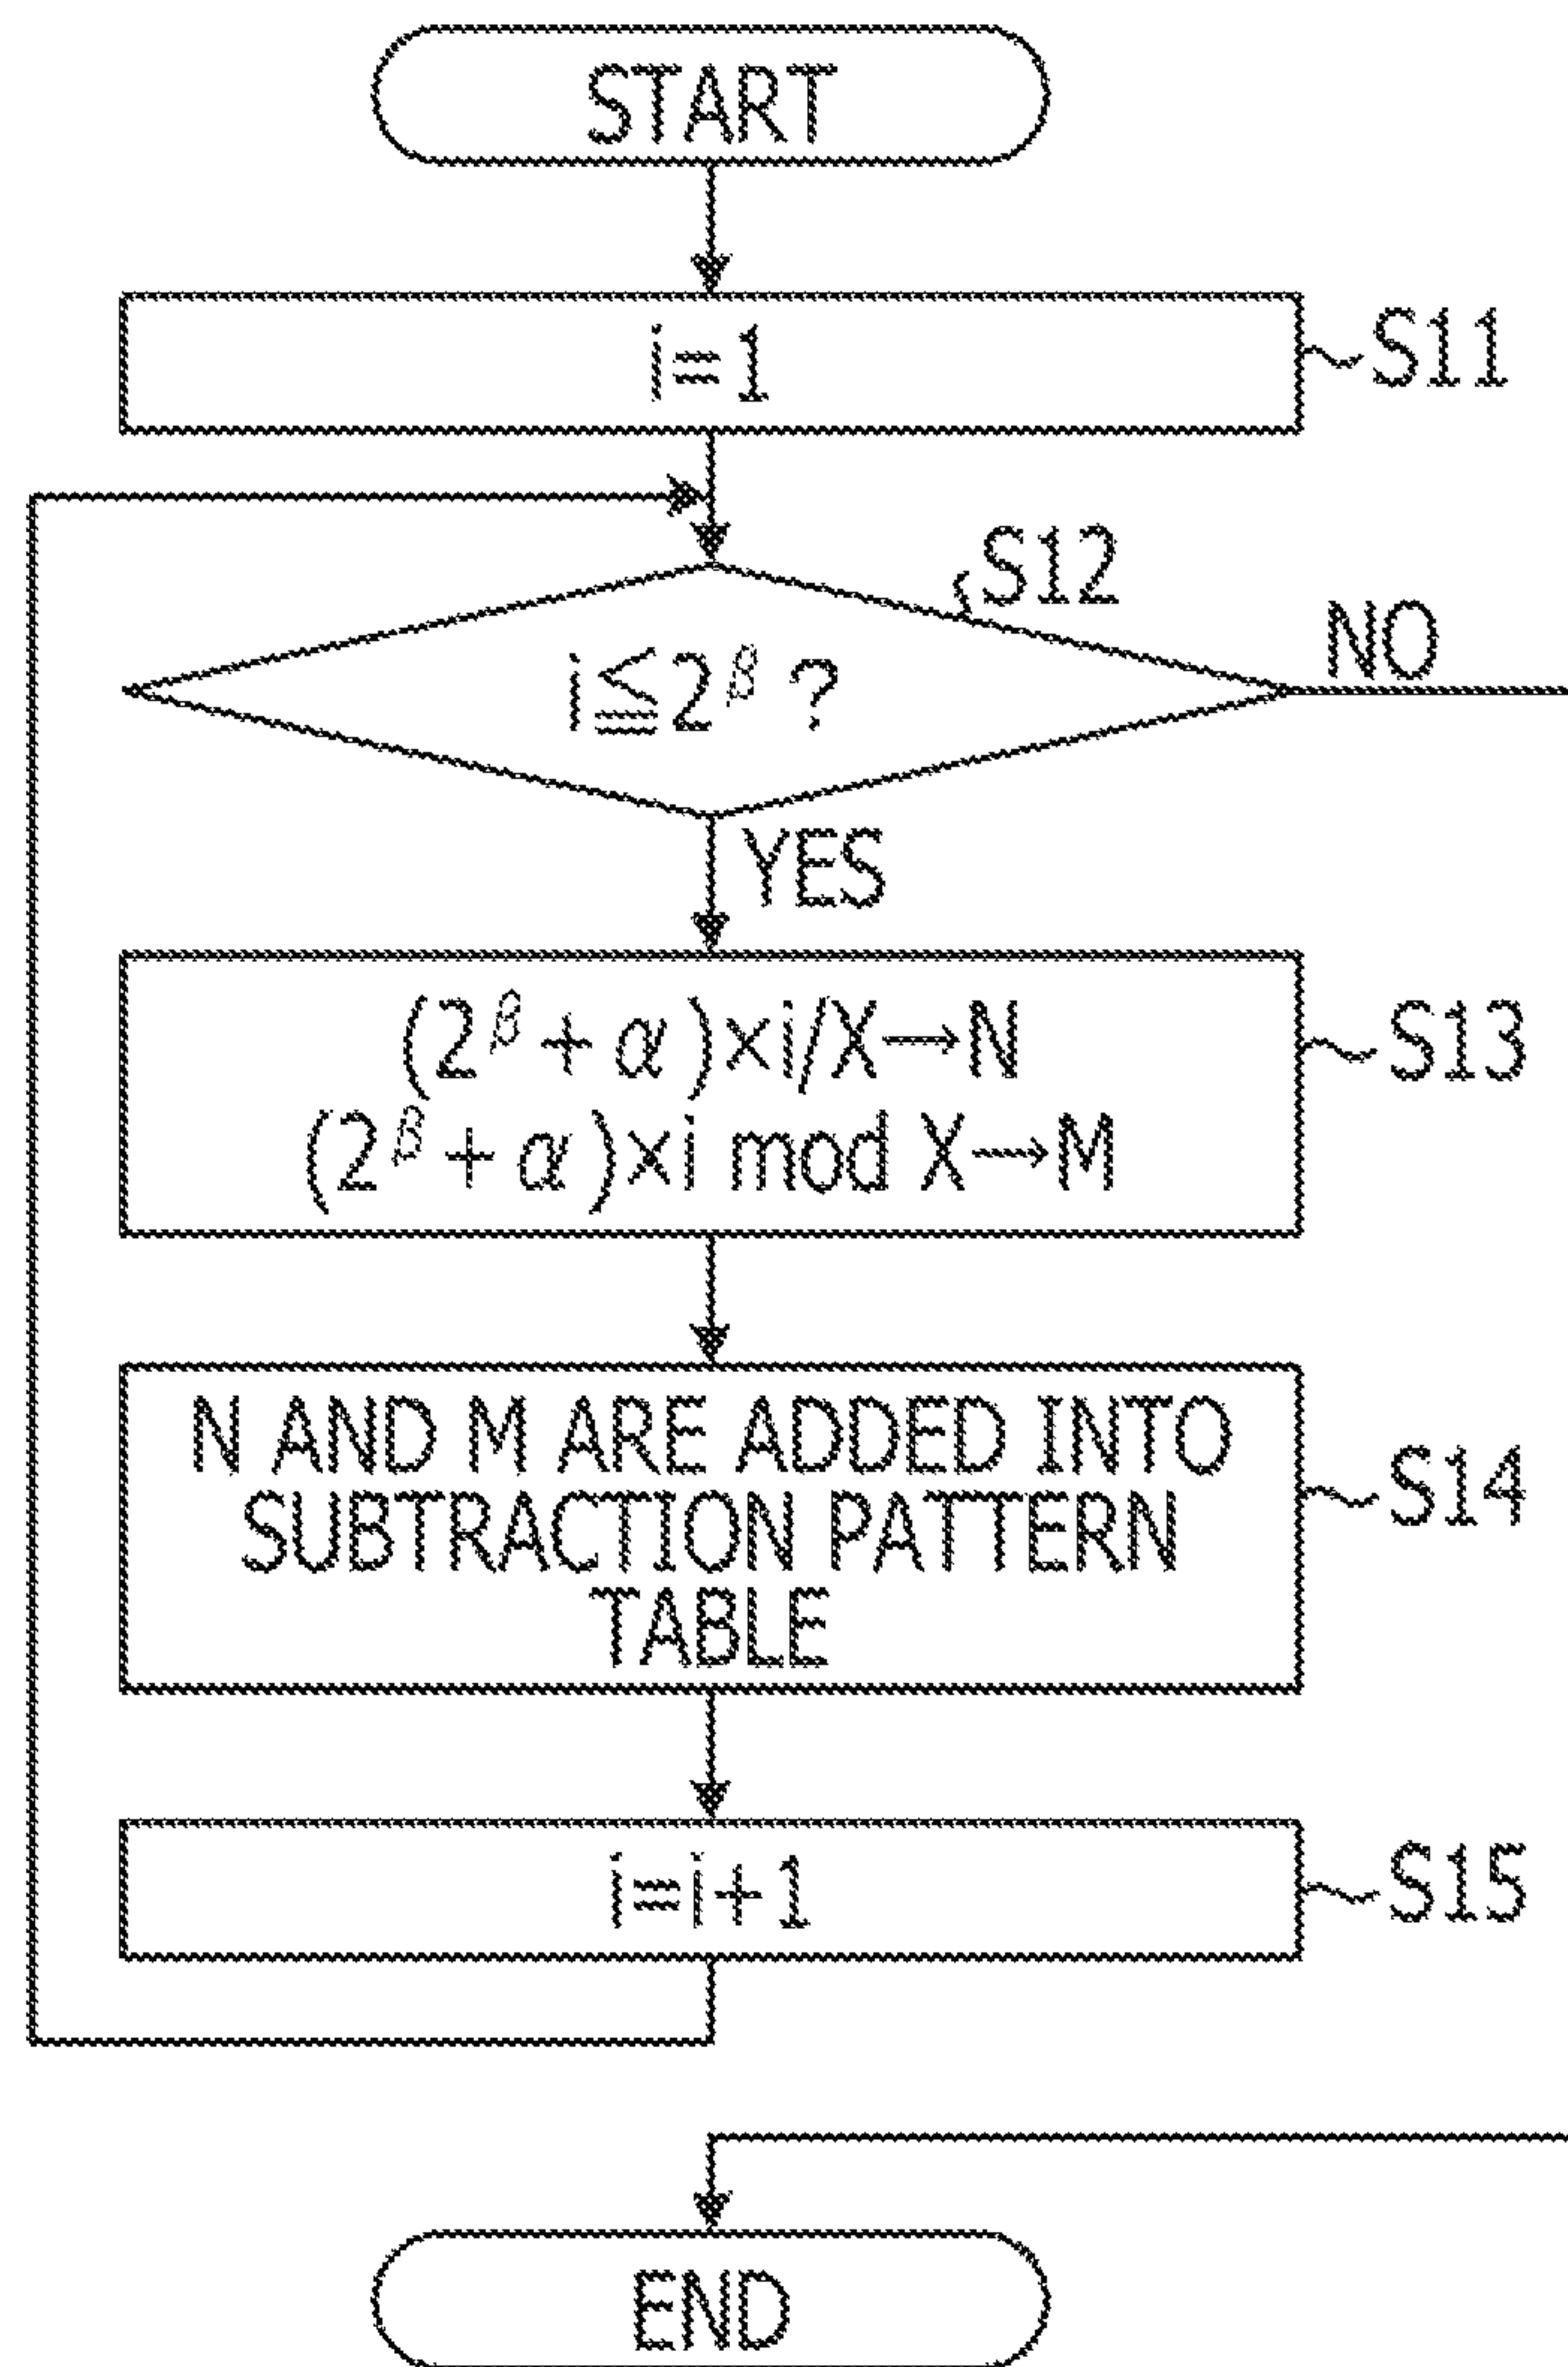 START
i=1
S11
S12
i≦2^β ?
NO
YES
(2^β+α)×i/X→N
(2^β+α)×i mod X→M
S13
N AND M ARE ADDED INTO
SUBTRACTION PATTERN
TABLE
S14
i=i+1
S15
END